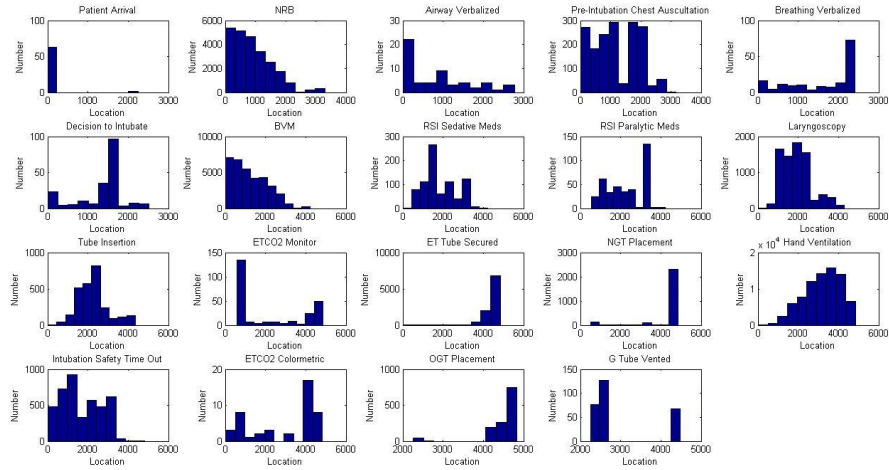 Patient Arrival
100
50
0
Number
0 1000 2000 3000
Location
NRB
6000
4000
2000
0
Number
0 1000 2000 3000 4000
Location
Airway Verbalized
30
20
10
0
Number
0 1000 2000 3000
Location
Pre-Intubation Chest Auscultation
300
200
100
0
Number
0 1000 2000 3000 4000
Location
Breathing Verbalized
100
50
0
Number
0 1000 2000 3000
Location
Decision to Intubate
100
50
0
Number
0 1000 2000 3000
Location
BVM
10000
5000
0
Number
0 2000 4000 6000
Location
RSI Sedative Meds
300
200
100
0
Number
0 2000 4000 6000
Location
RSI Paralytic Meds
150
100
50
0
Number
0 2000 4000 6000
Location
Laryngoscopy
2000
1000
0
Number
0 2000 4000 6000
Location
Tube Insertion
1000
500
0
Number
0 2000 4000 6000
Location
ETCO2 Monitor
150
100
50
0
Number
0 2000 4000 6000
Location
ET Tube Secured
10000
5000
0
Number
0 2000 4000 6000
Location
NGT Placement
3000
2000
1000
0
Number
0 2000 4000 6000
Location
x 10^4 Hand Ventilation
2
1
0
Number
0 2000 4000 6000
Location
Intubation Safety Time Out
1000
500
0
Number
0 2000 4000 6000
Location
ETCO2 Colormetric
20
10
0
Number
0 2000 4000 6000
Location
OGT Placement
1000
500
0
Number
2000 3000 4000 5000
Location
G Tube Vented
150
100
50
0
Number
2000 3000 4000 5000
Location